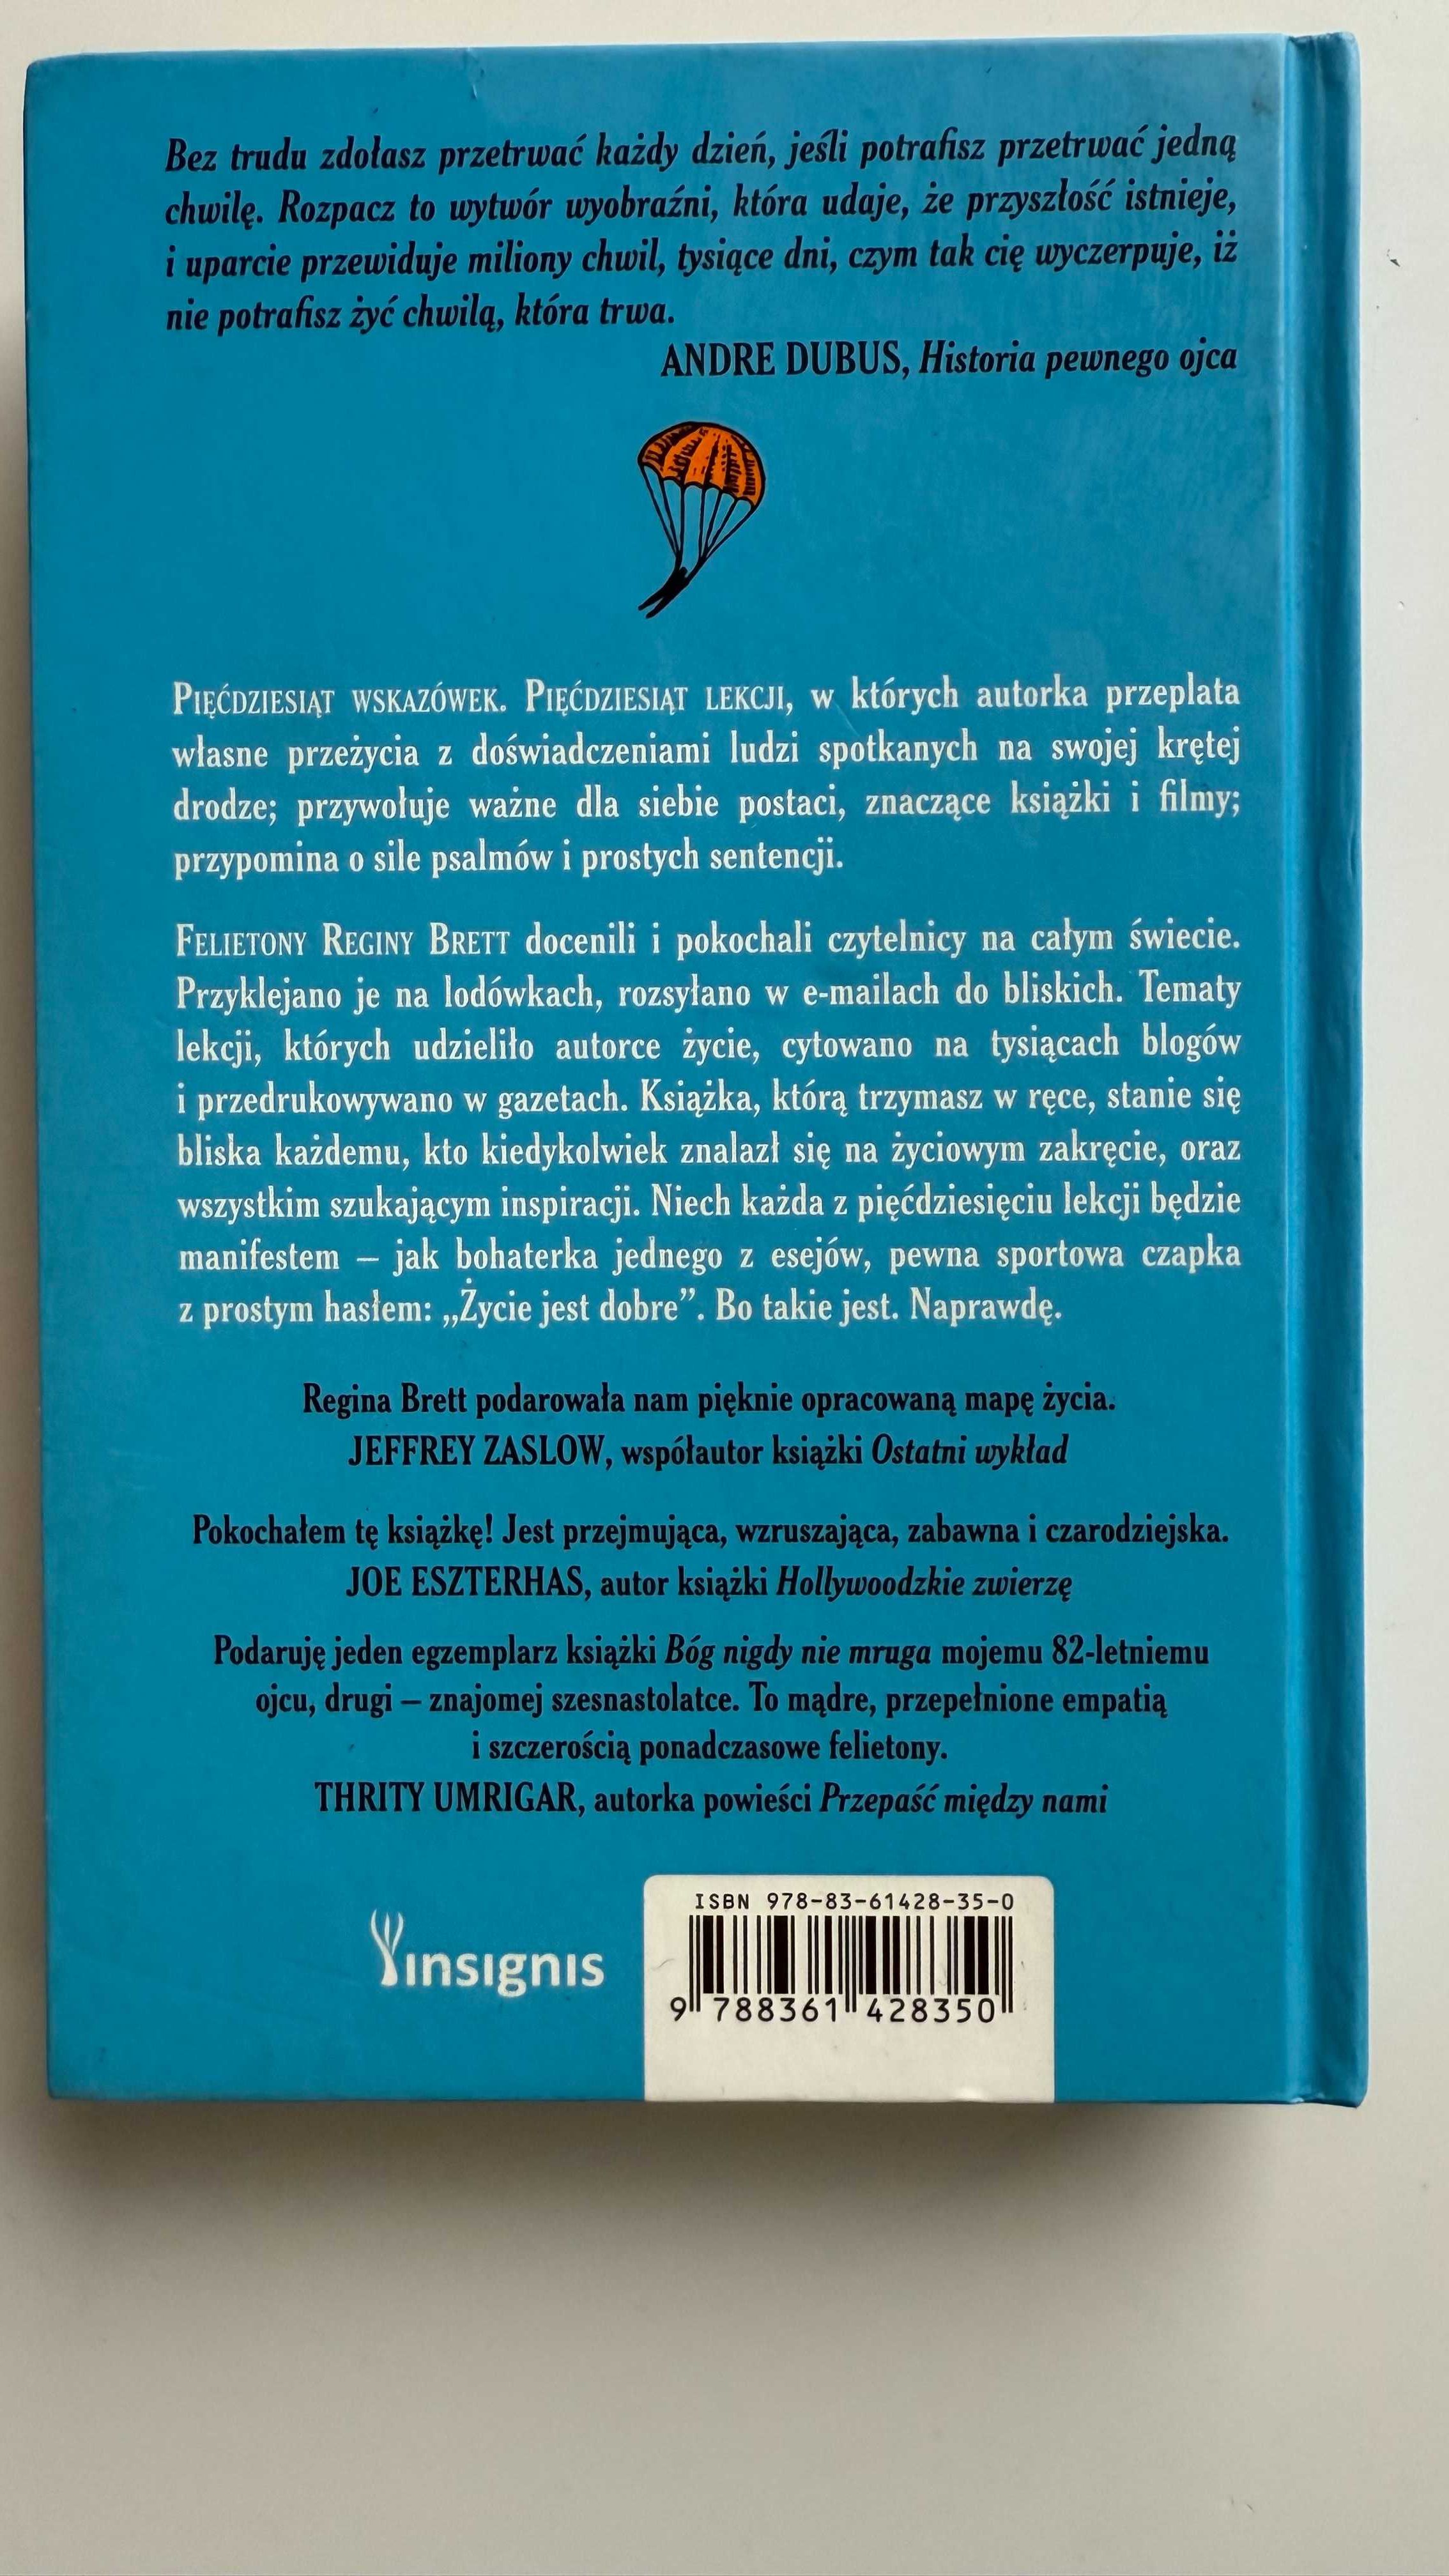 Bez trudu zdołasz przetrwać każdy dzień, jeśli potrafisz przetrwać jedną
chwilę. Rozpacz to wytwór wyobraźni, która udaje, że przyszłość istnieje,
i uparcie przewiduje miliony chwil, tysiące dni, czym tak cię wyczerpuje, iż
nie potrafisz żyć chwilą, która trwa.
ANDRE DUBUS, Historia pewnego ojca
PIĘĆDZIESIĄT WSKAZÓWEK. PIĘĆDZIESIĄT LEKCJI, w których autorka przeplata
własne przeżycia z doświadczeniami ludzi spotkanych na swojej krętej
drodze; przywołuje ważne dla siebie postaci, znaczące książki i filmy;
przypomina o sile psalmów i prostych sentencji.
FELIETONY REGINY BRETT docenili i pokochali czytelnicy na całym świecie.
Przyklejano je na lodówkach, rozsyłano w e-mailach do bliskich. Tematy
lekcji, których udzieliło autorce życie, cytowano na tysiącach blogów
i przedrukowywano w gazetach. Książka, którą trzymasz w ręce, stanie się
bliska każdemu, kto kiedykolwiek znalazł się na życiowym zakręcie, oraz
wszystkim szukającym inspiracji. Niech każda z pięćdziesięciu lekcji będzie
manifestem – jak bohaterka jednego z esejów, pewna sportowa czapka
z prostym hasłem: „Życie jest dobre”. Bo takie jest. Naprawdę.
Regina Brett podarowała nam pięknie opracowaną mapę życia.
JEFFREY ZASLOW, współautor książki Ostatni wykład
Pokochałem tę książkę! Jest przejmująca, wzruszająca, zabawna i czarodziejska.
JOE ESZTERHAS, autor książki Hollywoodzkie zwierzę
Podaruję jeden egzemplarz książki Bóg nigdy nie mruga mojemu 82-letniemu
ojcu, drugi – znajomej szesnastolatce. To mądre, przepełnione empatią
i szczerością ponadczasowe felietony.
THRITY UMRIGAR, autorka powieści Przepaść między nami
insignis
ISBN 978-83-61428-35-0
9 788361 428350